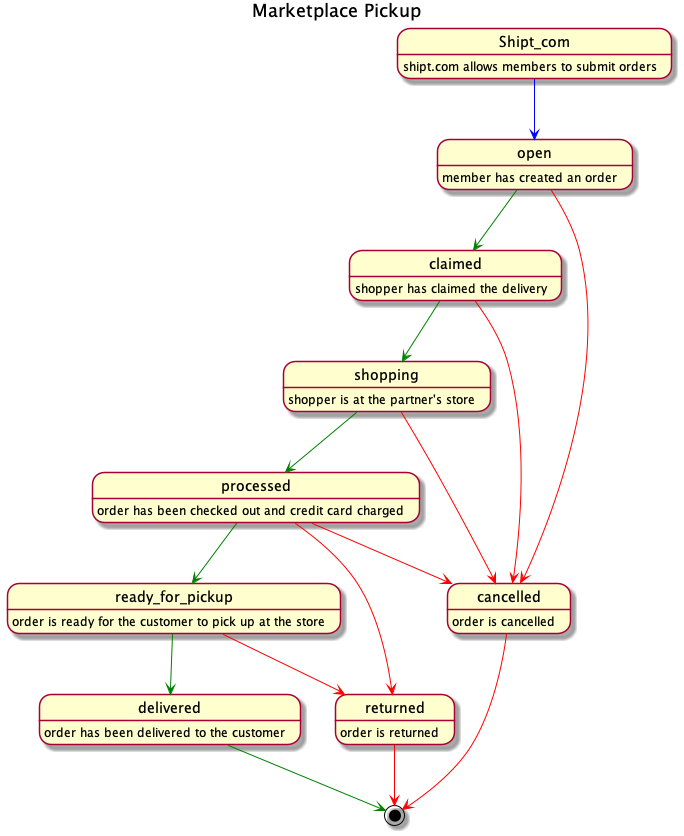 Marketplace Pickup
Shipt_com
shipt.com allows members to submit orders
open
member has created an order
claimed
shopper has claimed the delivery
shopping
shopper is at the partner's store
processed
order has been checked out and credit card charged
ready_for_pickup
order is ready for the customer to pick up at the store
cancelled
order is cancelled
delivered
order has been delivered to the customer
returned
order is returned